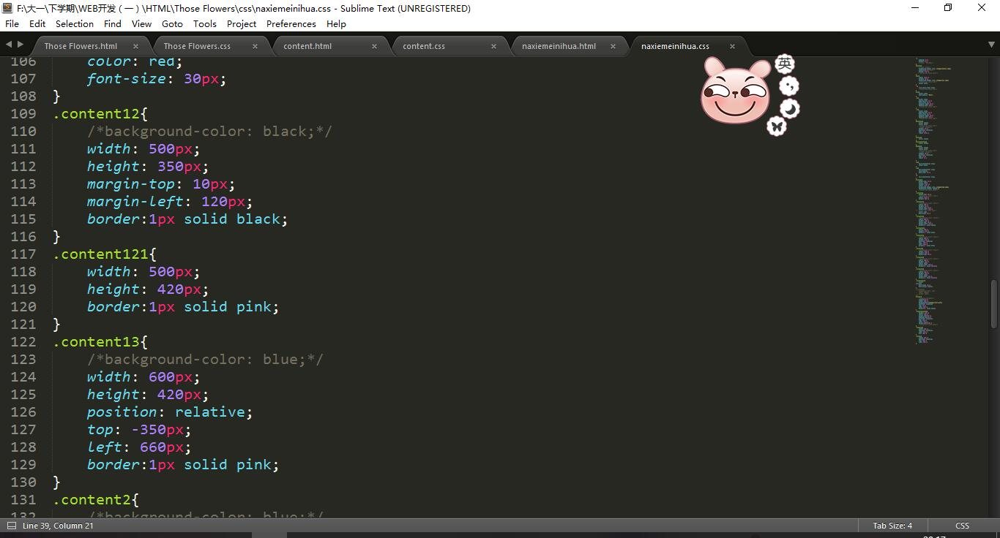 F:\大一\下学期\WEB开发（一）\HTML\Those Flowers\css\naxiemeinihua.css - Sublime Text (UNREGISTERED)
File Edit Selection Find View Goto Tools Project Preferences Help
Those Flowers.html × Those Flowers.css × content.html × content.css × naxiemeinihua.html × naxiemeinihua.css ×
英
106 color: red;
107 font-size: 30px;
108 }
109 .content12{
110 /*background-color: black;*/
111 width: 500px;
112 height: 350px;
113 margin-top: 10px;
114 margin-left: 120px;
115 border:1px solid black;
116 }
117 .content121{
118 width: 500px;
119 height: 420px;
120 border:1px solid pink;
121 }
122 .content13{
123 /*background-color: blue;*/
124 width: 600px;
125 height: 420px;
126 position: relative;
127 top: -350px;
128 left: 660px;
129 border:1px solid pink;
130 }
131 .content2{
132 /*background-color: blue;*/
Line 39, Column 21 Tab Size: 4 CSS